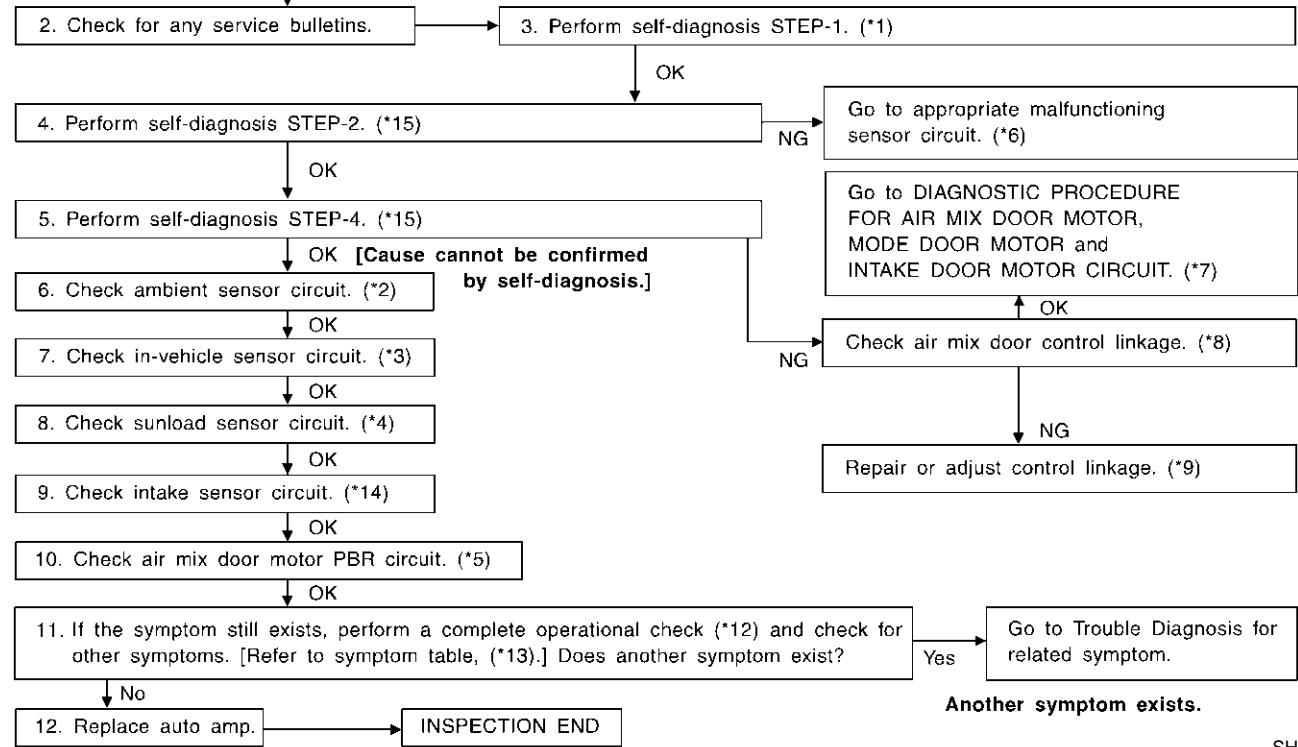 2. Check for any service bulletins.
3. Perform self-diagnosis STEP-1. (*1)
OK
4. Perform self-diagnosis STEP-2. (*15)
NG
Go to appropriate malfunctioning
sensor circuit. (*6)
OK
5. Perform self-diagnosis STEP-4. (*15)
Go to DIAGNOSTIC PROCEDURE
FOR AIR MIX DOOR MOTOR,
MODE DOOR MOTOR and
INTAKE DOOR MOTOR CIRCUIT. (*7)
OK [Cause cannot be confirmed
by self-diagnosis.]
OK
NG
Check air mix door control linkage. (*8)
NG
Repair or adjust control linkage. (*9)
6. Check ambient sensor circuit. (*2)
OK
7. Check in-vehicle sensor circuit. (*3)
OK
8. Check sunload sensor circuit. (*4)
OK
9. Check intake sensor circuit. (*14)
OK
10. Check air mix door motor PBR circuit. (*5)
OK
11. If the symptom still exists, perform a complete operational check (*12) and check for
other symptoms. [Refer to symptom table, (*13).] Does another symptom exist?
Yes
Go to Trouble Diagnosis for
related symptom.
Another symptom exists.
No
12. Replace auto amp.
INSPECTION END